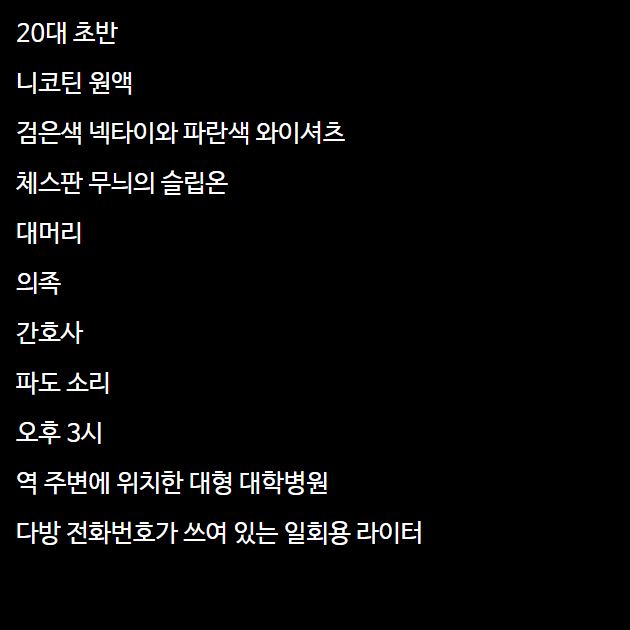 20대 초반
니코틴 원액
검은색 넥타이와 파란색 와이셔츠
체스판 무늬의 슬립온
대머리
의족
간호사
파도 소리
오후 3시
역 주변에 위치한 대형 대학병원
다방 전화번호가 쓰여 있는 일회용 라이터